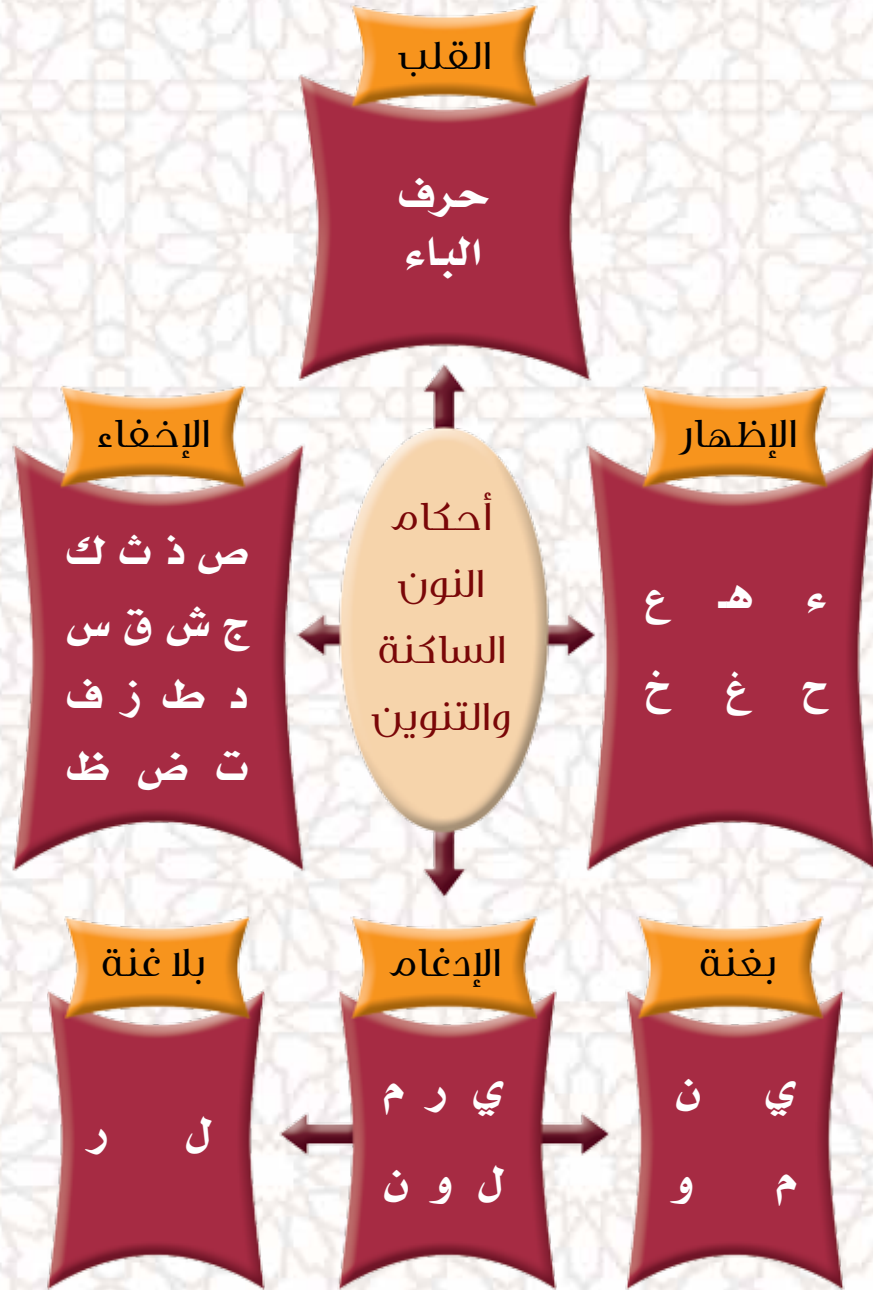 القلب
حرف
الباء
الإظهار
ء هـ ع
ح غ خ
أحكام
النون
الساكنة
والتنوين
الإخفاء
ص ذ ث ك
ج ش ق س
د ط ز ف
ت ض ظ
بغنة
ي ن
م و
الإدغام
ي ر م
ل و ن
بلا غنة
ل ر